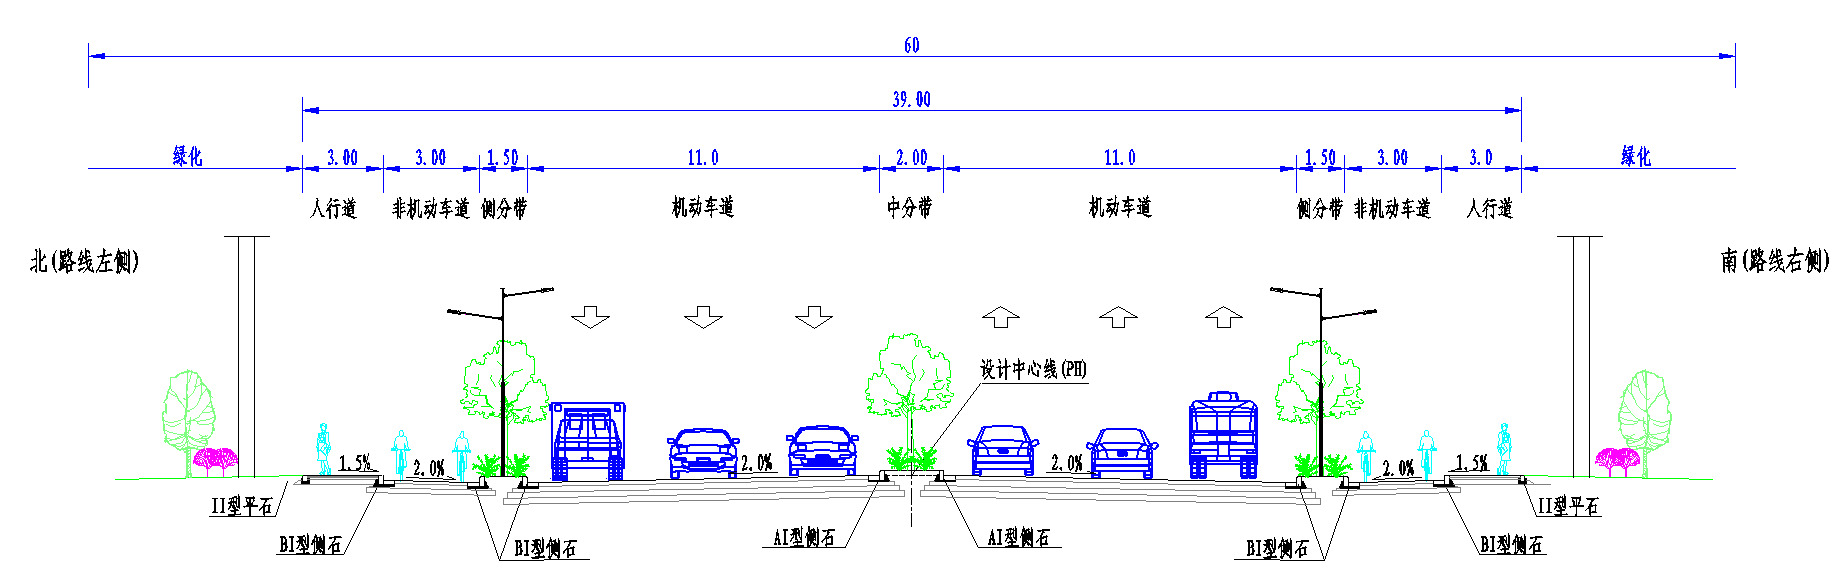 60
39.00
绿化 3.00 3.00 1.50 11.0 2.00 11.0 1.50 3.00 3.0 绿化
人行道 非机动车道 侧分带 机动车道 中分带 机动车道 侧分带 非机动车道 人行道
北(路线左侧) 南(路线右侧)
设计中心线(PH)
1.5% 2.0% 2.0% 2.0% 2.0% 1.5%
II型平石 II型平石
BI型侧石 BI型侧石 AI型侧石 AI型侧石 BI型侧石 BI型侧石